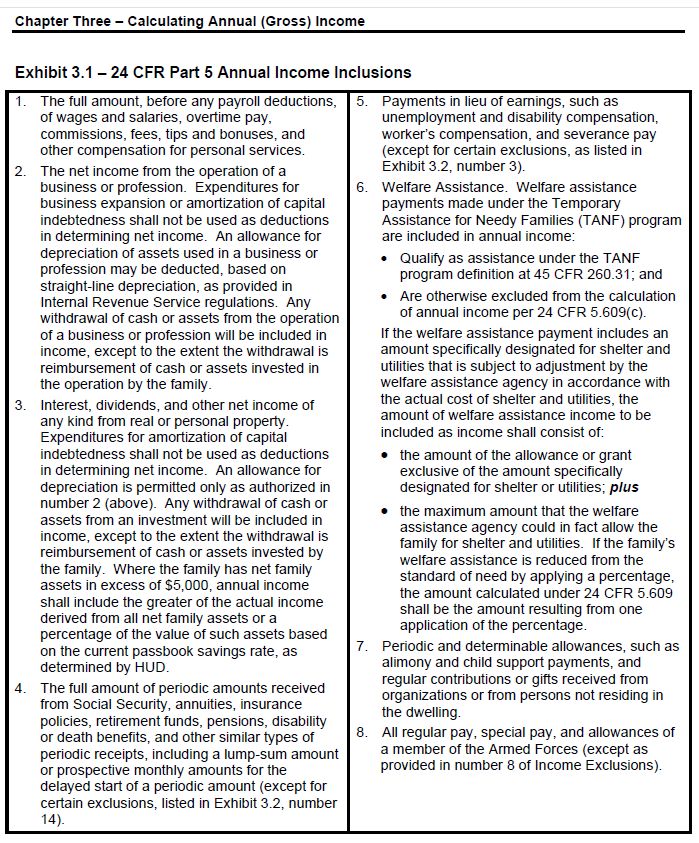 Chapter Three – Calculating Annual (Gross) Income
Exhibit 3.1 – 24 CFR Part 5 Annual Income Inclusions
1. The full amount, before any payroll deductions,
of wages and salaries, overtime pay,
commissions, fees, tips and bonuses, and
other compensation for personal services.
2. The net income from the operation of a
business or profession. Expenditures for
business expansion or amortization of capital
indebtedness shall not be used as deductions
in determining net income. An allowance for
depreciation of assets used in a business or
profession may be deducted, based on
straight-line depreciation, as provided in
Internal Revenue Service regulations. Any
withdrawal of cash or assets from the operation
of a business or profession will be included in
income, except to the extent the withdrawal is
reimbursement of cash or assets invested in
the operation by the family.
3. Interest, dividends, and other net income of
any kind from real or personal property.
Expenditures for amortization of capital
indebtedness shall not be used as deductions
in determining net income. An allowance for
depreciation is permitted only as authorized in
number 2 (above). Any withdrawal of cash or
assets from an investment will be included in
income, except to the extent the withdrawal is
reimbursement of cash or assets invested by
the family. Where the family has net family
assets in excess of $5,000, annual income
shall include the greater of the actual income
derived from all net family assets or a
percentage of the value of such assets based
on the current passbook savings rate, as
determined by HUD.
4. The full amount of periodic amounts received
from Social Security, annuities, insurance
policies, retirement funds, pensions, disability
or death benefits, and other similar types of
periodic receipts, including a lump-sum amount
or prospective monthly amounts for the
delayed start of a periodic amount (except for
certain exclusions, listed in Exhibit 3.2, number
14).
5. Payments in lieu of earnings, such as
unemployment and disability compensation,
worker's compensation, and severance pay
(except for certain exclusions, as listed in
Exhibit 3.2, number 3).
6. Welfare Assistance. Welfare assistance
payments made under the Temporary
Assistance for Needy Families (TANF) program
are included in annual income:
• Qualify as assistance under the TANF
program definition at 45 CFR 260.31; and
• Are otherwise excluded from the calculation
of annual income per 24 CFR 5.609(c).
If the welfare assistance payment includes an
amount specifically designated for shelter and
utilities that is subject to adjustment by the
welfare assistance agency in accordance with
the actual cost of shelter and utilities, the
amount of welfare assistance income to be
included as income shall consist of:
• the amount of the allowance or grant
exclusive of the amount specifically
designated for shelter or utilities; plus
• the maximum amount that the welfare
assistance agency could in fact allow the
family for shelter and utilities. If the family's
welfare assistance is reduced from the
standard of need by applying a percentage,
the amount calculated under 24 CFR 5.609
shall be the amount resulting from one
application of the percentage.
7. Periodic and determinable allowances, such as
alimony and child support payments, and
regular contributions or gifts received from
organizations or from persons not residing in
the dwelling.
8. All regular pay, special pay, and allowances of
a member of the Armed Forces (except as
provided in number 8 of Income Exclusions).